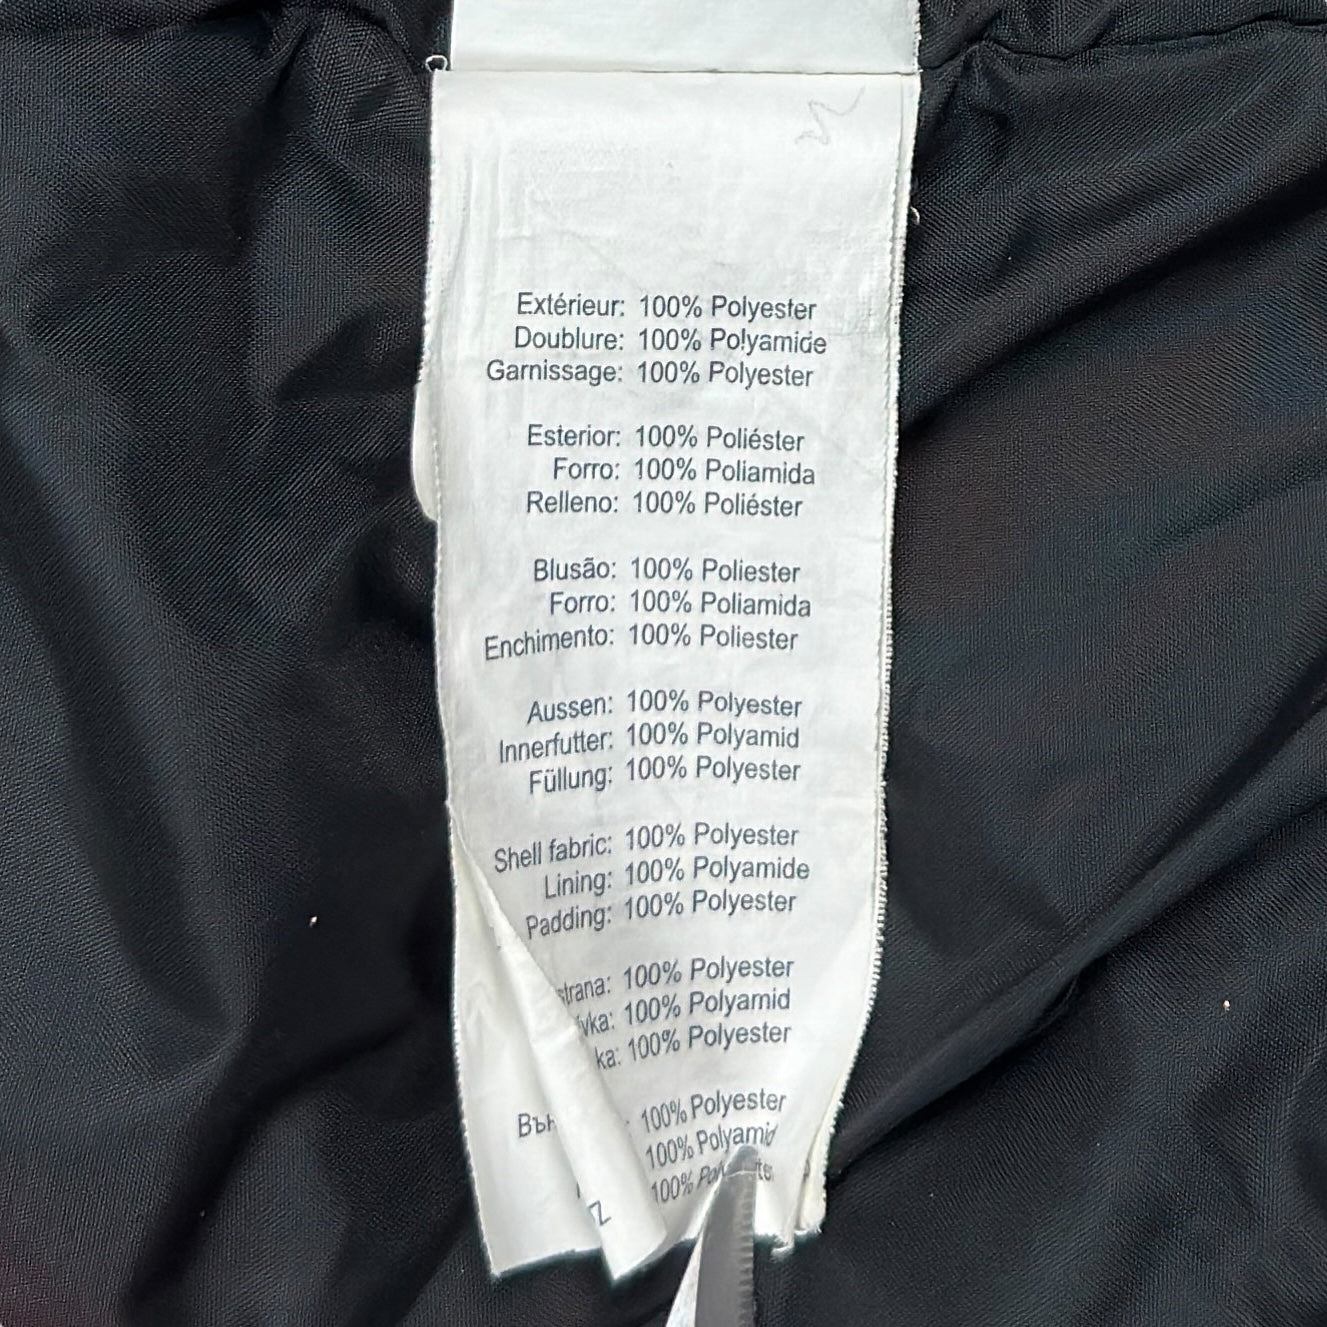 Extérieur: 100% Polyester
Doublure: 100% Polyamide
Garnissage: 100% Polyester
Esterior: 100% Poliéster
Forro: 100% Poliamida
Relleno: 100% Poliéster
Blusão: 100% Poliester
Forro: 100% Poliamida
Enchimento: 100% Poliester
Aussen: 100% Polyester
Innerfutter: 100% Polyamid
Füllung: 100% Polyester
Shell fabric: 100% Polyester
Lining: 100% Polyamide
Padding: 100% Polyester
strana: 100% Polyester
100% Polyamid
100% Polyester
100% Polyester
100% Polyamid
100%